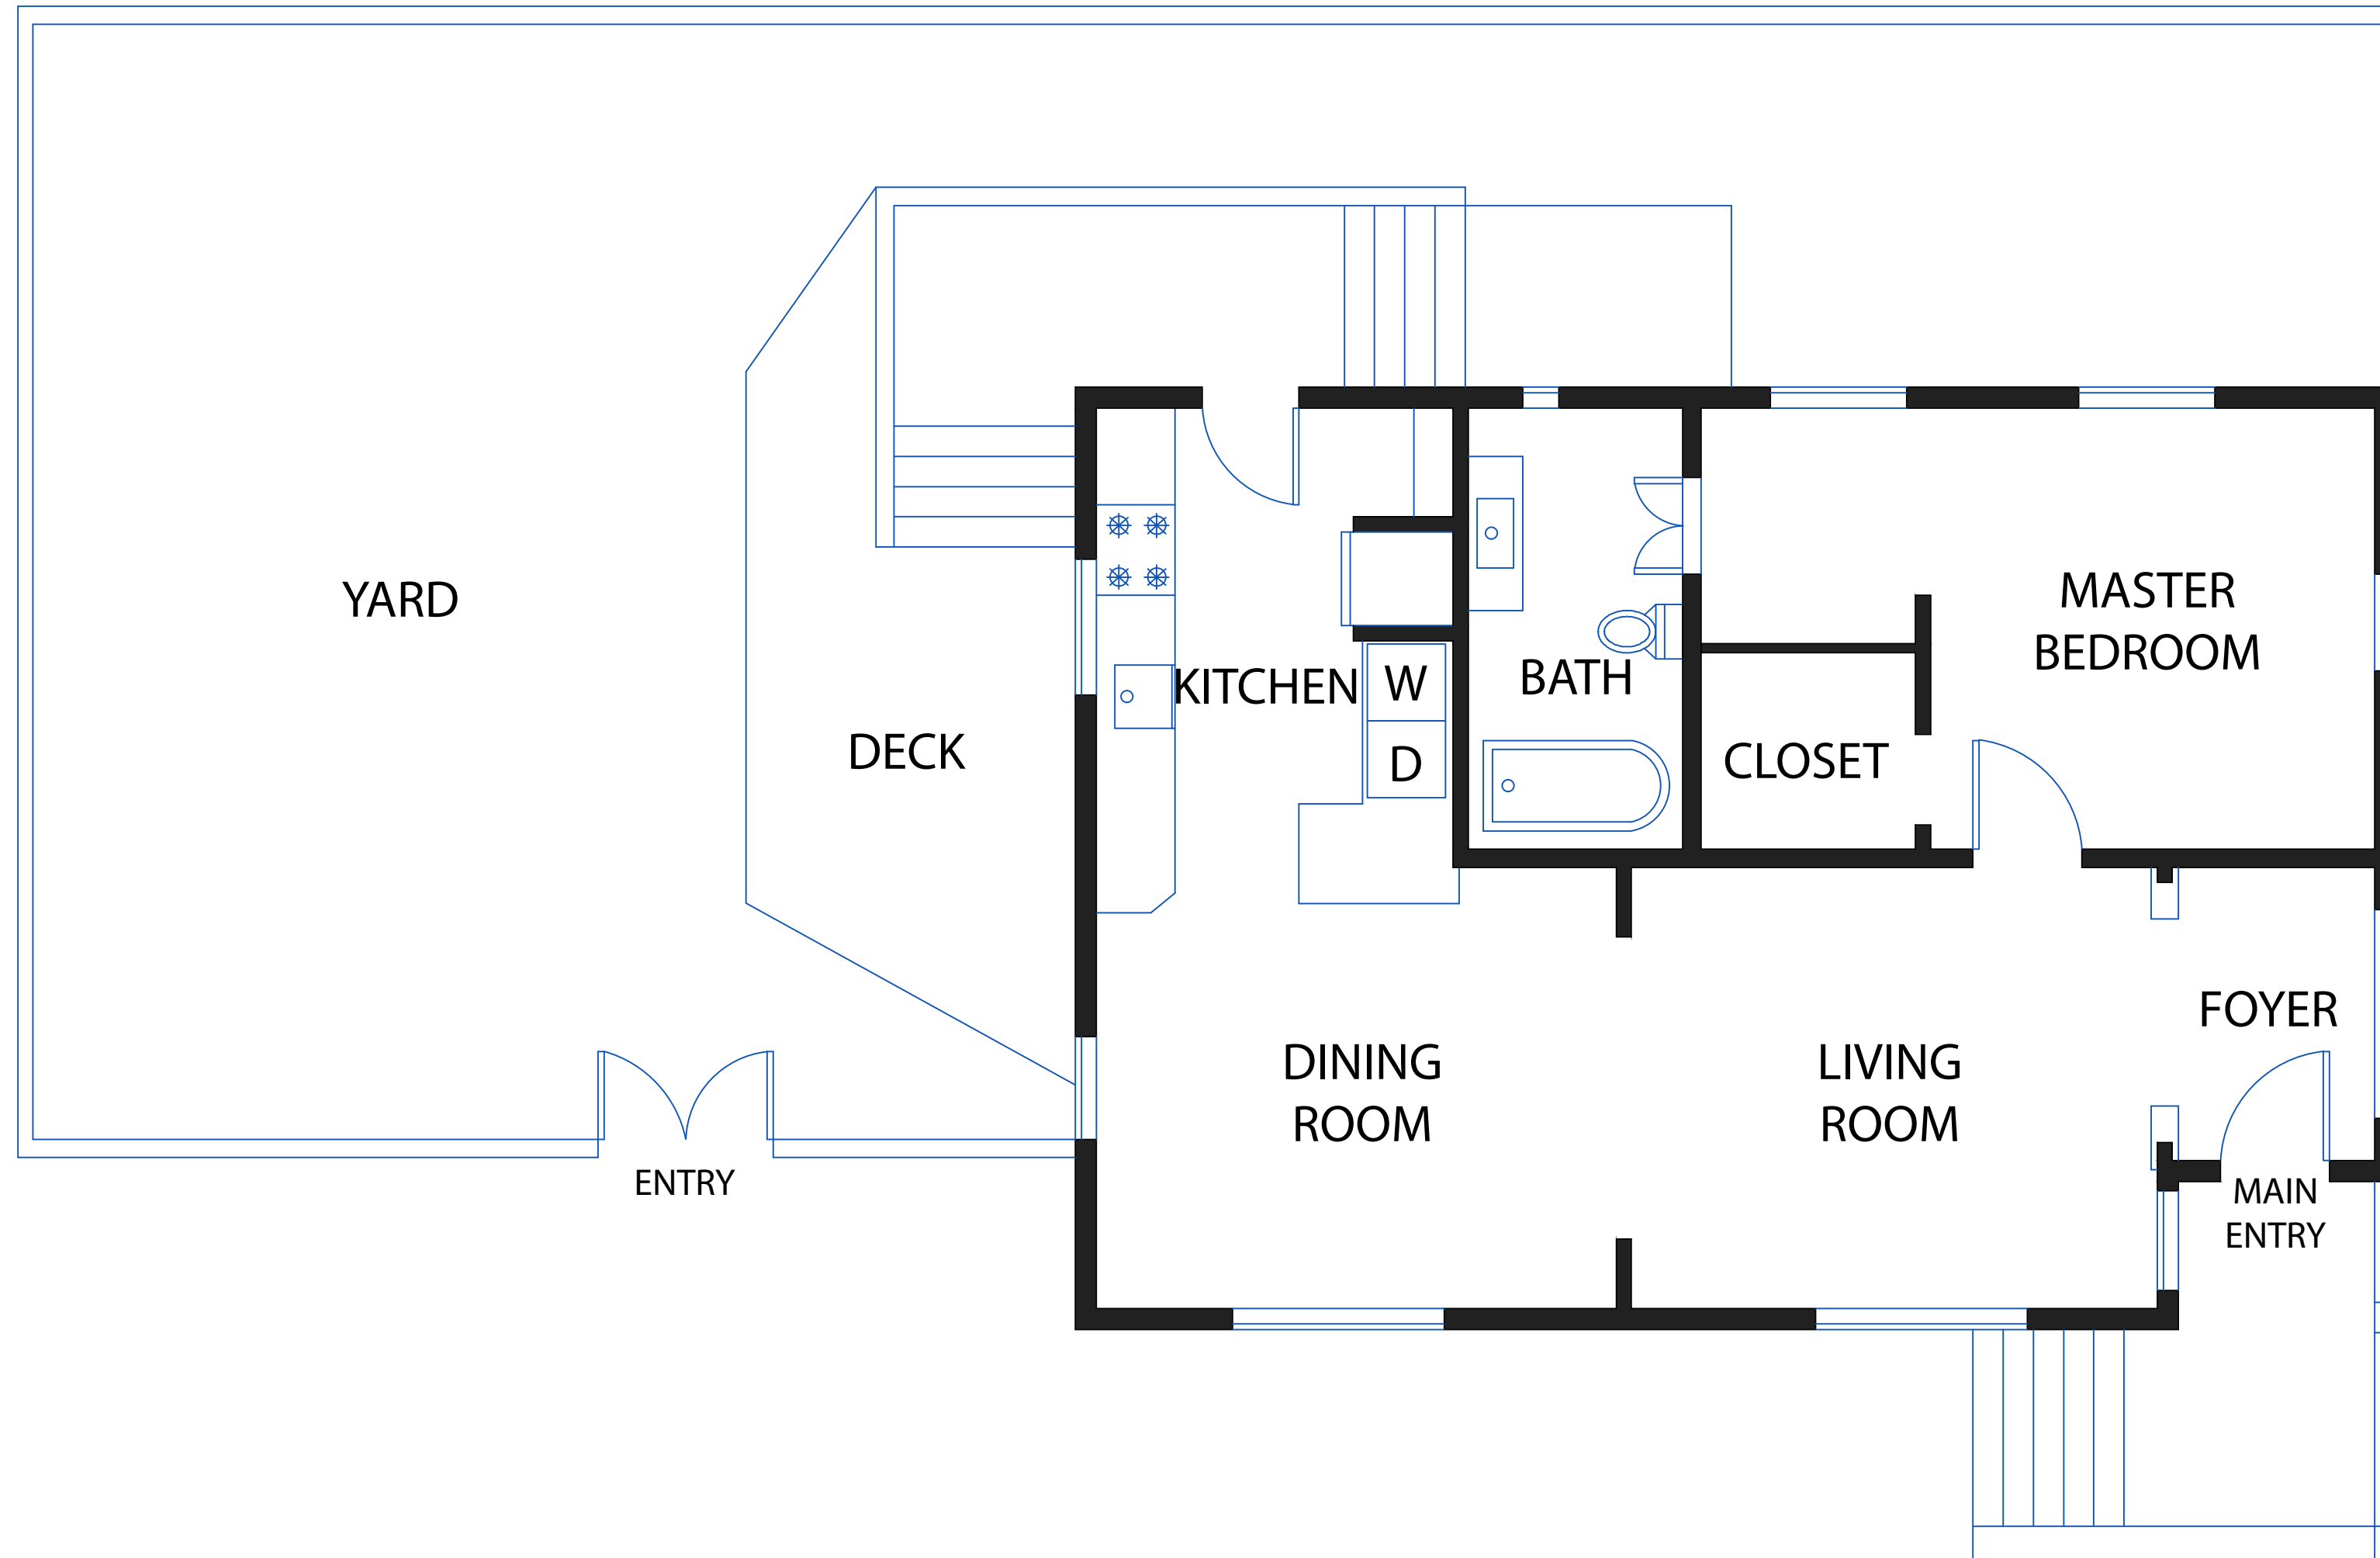 YARD
DECK
KITCHEN
W
D
BATH
CLOSET
MASTER
BEDROOM
DINING
ROOM
LIVING
ROOM
FOYER
ENTRY
MAIN
ENTRY